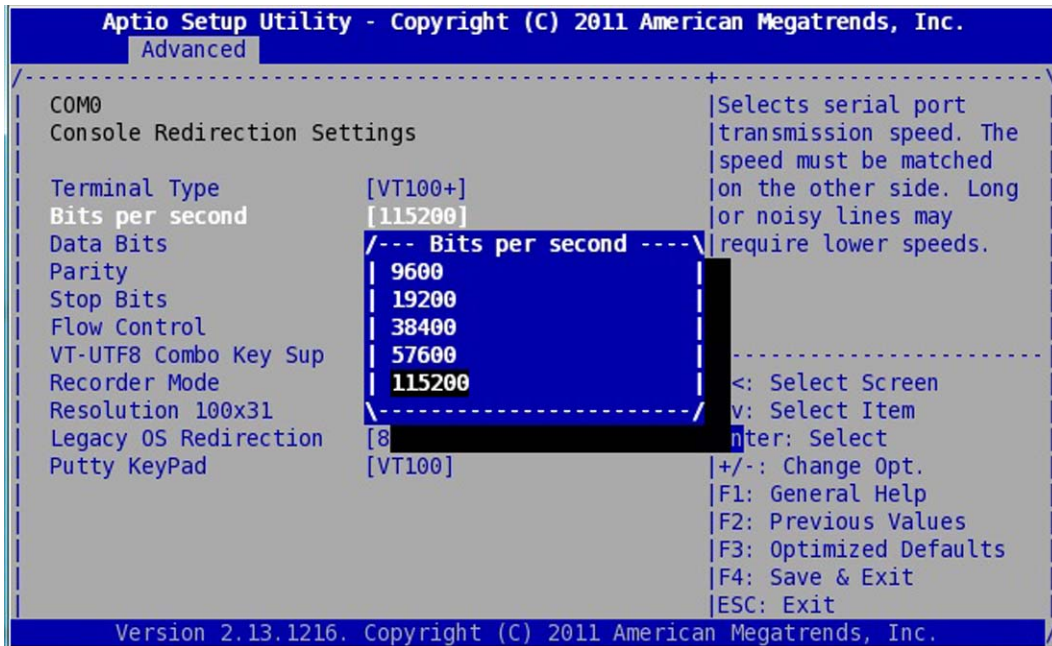 Aptio Setup Utility - Copyright (C) 2011 American Megatrends, Inc.
Advanced
COM0
Console Redirection Settings
Terminal Type [VT100+]
Bits per second [115200]
Data Bits
Parity
Stop Bits
Flow Control
VT-UTF8 Combo Key Sup
Recorder Mode
Resolution 100x31
Legacy OS Redirection [8
Putty KeyPad [VT100]
/--- Bits per second ----\
9600
19200
38400
57600
115200
Selects serial port
transmission speed. The
speed must be matched
on the other side. Long
or noisy lines may
require lower speeds.
<: Select Screen
v: Select Item
nter: Select
+/-: Change Opt.
F1: General Help
F2: Previous Values
F3: Optimized Defaults
F4: Save & Exit
ESC: Exit
Version 2.13.1216. Copyright (C) 2011 American Megatrends, Inc.